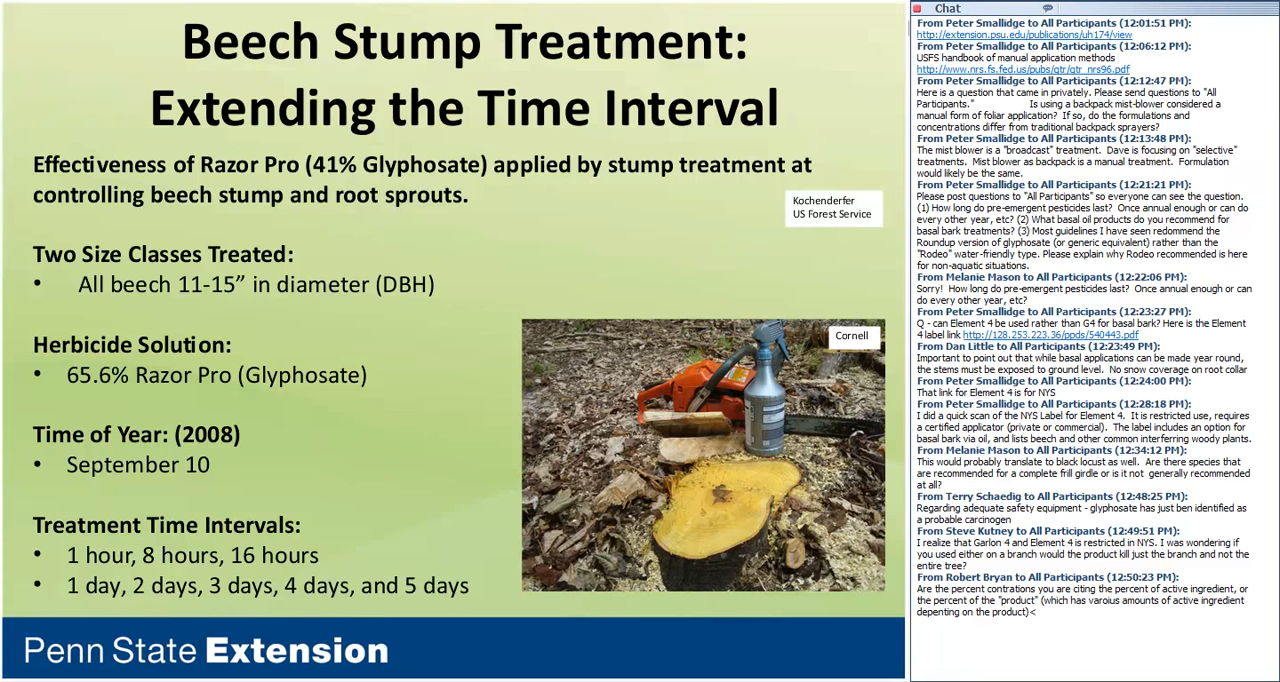 Beech Stump Treatment:
Extending the Time Interval
Effectiveness of Razor Pro (41% Glyphosate) applied by stump treatment at
controlling beech stump and root sprouts.
Kochenderfer
US Forest Service
Two Size Classes Treated:
• All beech 11-15” in diameter (DBH)
Herbicide Solution:
• 65.6% Razor Pro (Glyphosate)
Time of Year: (2008)
• September 10
Treatment Time Intervals:
• 1 hour, 8 hours, 16 hours
• 1 day, 2 days, 3 days, 4 days, and 5 days
Cornell
Penn State Extension
Chat
From Peter Smallidge to All Participants (12:01:51 PM):
http://extension.psu.edu/publications/uh174/view
From Peter Smallidge to All Participants (12:06:12 PM):
USFS handbook of manual application methods
http://www.nrs.fs.fed.us/pubs/gtr/gtr_nrs96.pdf
From Peter Smallidge to All Participants (12:12:47 PM):
Here is a question that came in privately. Please send questions to "All
Participants." Is using a backpack mist-blower considered a
manual form of foliar application? If so, do the formulations and
concentrations differ from traditional backpack sprayers?
From Peter Smallidge to All Participants (12:13:48 PM):
The mist blower is a "broadcast" treatment. Dave is focusing on "selective"
treatments. Mist blower as backpack is a manual treatment. Formulation
would likely be the same.
From Peter Smallidge to All Participants (12:21:21 PM):
Please post questions to "All Participants" so everyone can see the question.
(1) How long do pre-emergent pesticides last? Once annual enough or can do
every other year, etc? (2) What basal oil products do you recommend for
basal bark treatments? (3) Most guidelines I have seen redommend the
Roundup version of glyphosate (or generic equivalent) rather than the
"Rodeo" water-friendly type. Please explain why Rodeo recommended is here
for non-aquatic situations.
From Melanie Mason to All Participants (12:22:06 PM):
Sorry! How long do pre-emergent pesticides last? Once annual enough or can
do every other year, etc?
From Peter Smallidge to All Participants (12:23:27 PM):
Q - can Element 4 be used rather than G4 for basal bark? Here is the Element
4 label link http://128.253.223.36/ppds/540443.pdf
From Dan Little to All Participants (12:23:49 PM):
Important to point out that while basal applications can be made year round,
the stems must be exposed to ground level. No snow coverage on root collar
From Peter Smallidge to All Participants (12:24:00 PM):
That link for Element 4 is for NYS
From Peter Smallidge to All Participants (12:28:18 PM):
I did a quick scan of the NYS Label for Element 4. It is restricted use, requires
a certified applicator (private or commercial). The label includes an option for
basal bark via oil, and lists beech and other common interferring woody plants.
From Melanie Mason to All Participants (12:34:12 PM):
This would probably translate to black locust as well. Are there species that
are recommended for a complete frill girdle or is it not generally recommended
at all?
From Terry Schaedig to All Participants (12:48:25 PM):
Regarding adequate safety equipment - glyphosate has just ben identified as
a probable carcinogen
From Steve Kutney to All Participants (12:49:51 PM):
I realize that Garlon 4 and Element 4 is restricted in NYS. I was wondering if
you used either on a branch would the product kill just the branch and not the
entire tree?
From Robert Bryan to All Participants (12:50:23 PM):
Are the percent contrations you are citing the percent of active ingredient, or
the percent of the "product" (which has varoius amounts of active ingredient
depenting on the product)<